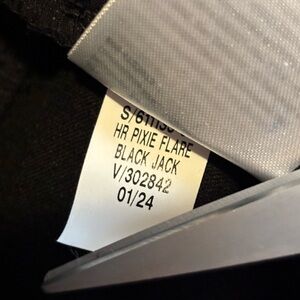 HR PIXIE FLARE
BLACK JACK
V/302842
01/24